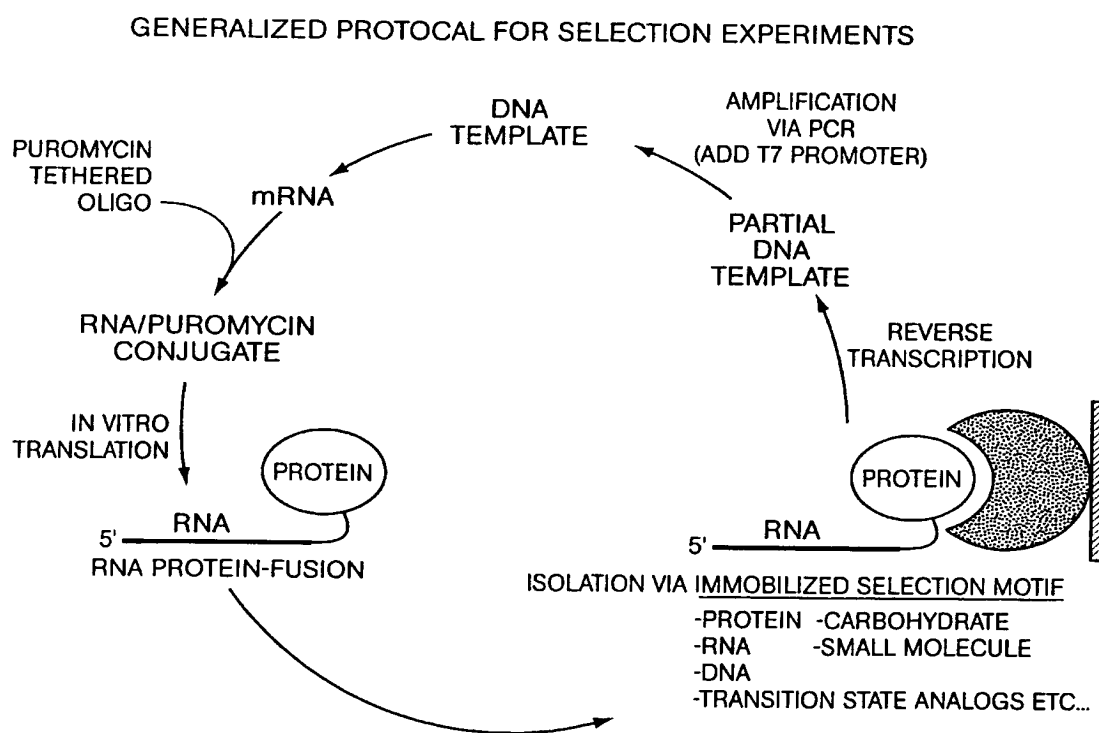 GENERALIZED PROTOCAL FOR SELECTION EXPERIMENTS
DNA
TEMPLATE
AMPLIFICATION
VIA PCR
(ADD T7 PROMOTER)
PUROMYCIN
TETHERED
OLIGO
mRNA
PARTIAL
DNA
TEMPLATE
RNA/PUROMYCIN
CONJUGATE
REVERSE
TRANSCRIPTION
IN VITRO
TRANSLATION
PROTEIN
RNA
5'
RNA PROTEIN-FUSION
PROTEIN
RNA
5'
ISOLATION VIA IMMOBILIZED SELECTION MOTIF
-PROTEIN -CARBOHYDRATE
-RNA -SMALL MOLECULE
-DNA
-TRANSITION STATE ANALOGS ETC...